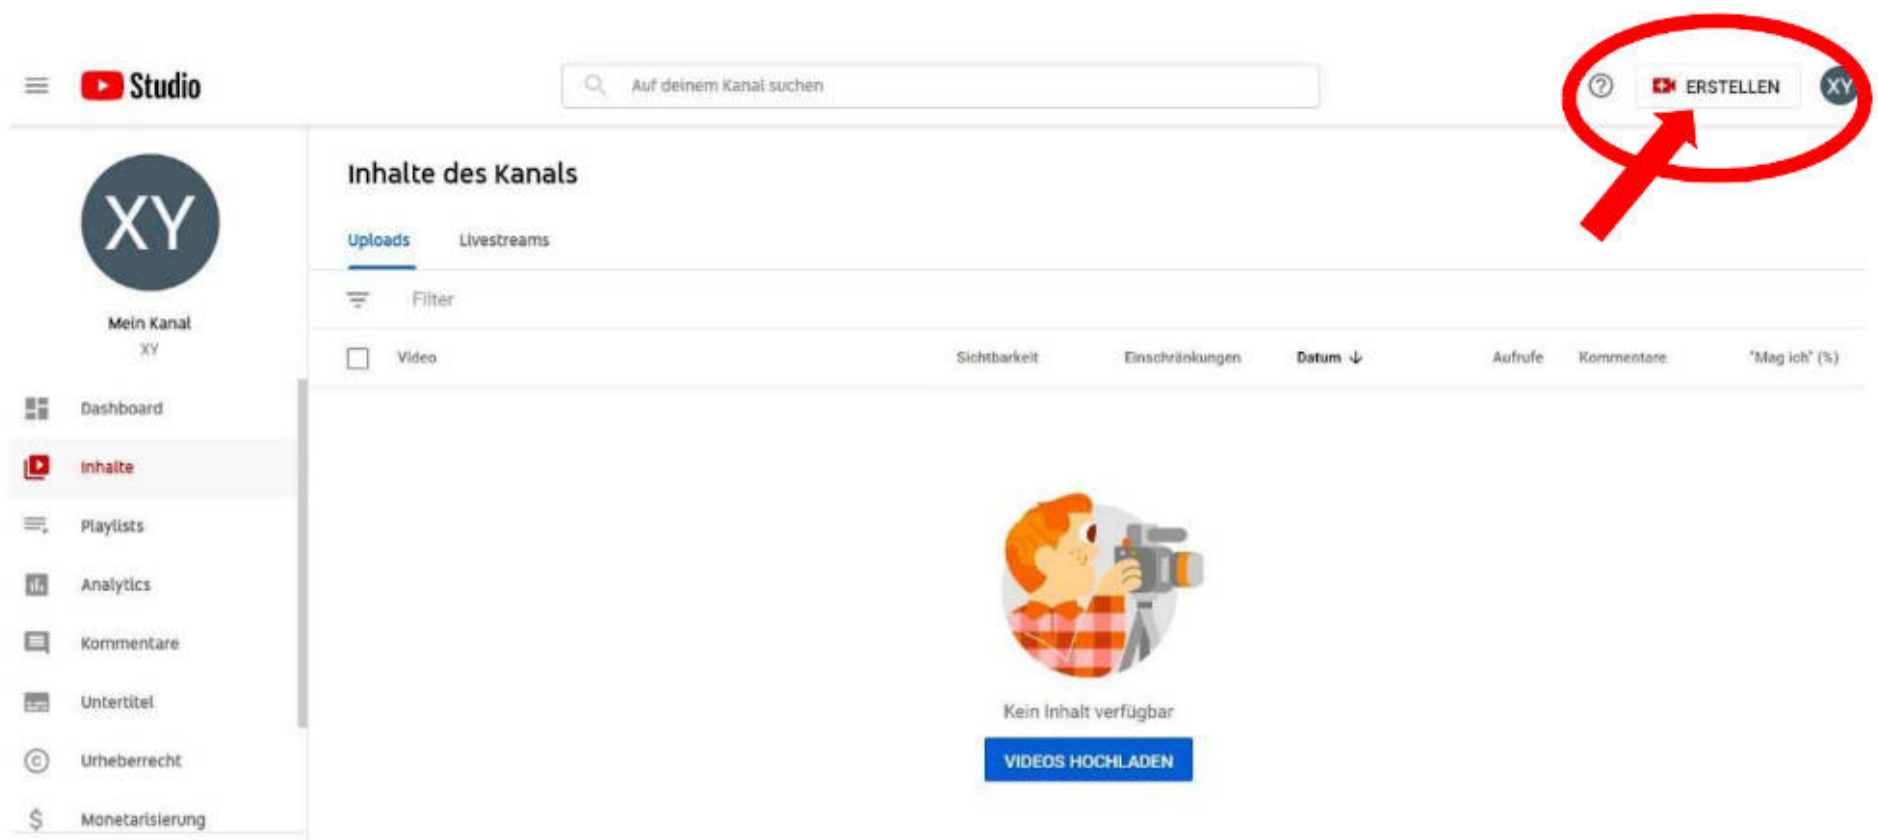 Studio
Auf deinem Kanal suchen
ERSTELLEN
XY
XY
Mein Kanal
XY
Dashboard
Inhalte
Playlists
Analytics
Kommentare
Untertitel
Urheberrecht
Monetarisierung
Inhalte des Kanals
Uploads Livestreams
Filter
Video Sichtbarkeit Einschränkungen Datum Aufrufe Kommentare "Mag ich" (%)
Kein Inhalt verfügbar
VIDEOS HOCHLADEN